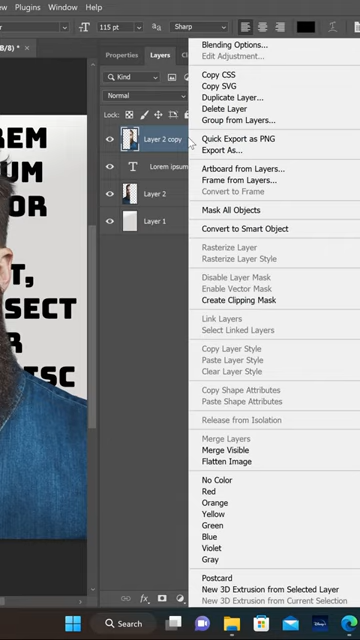 w Plugins Window Help
115 pt
Sharp
B/8) * ×
Properties
Layers
Kind
Normal
Lock:
Layer 2 copy
Lorem ipsum
Layer 2
Layer 1
REM
UM
OR
T,
SECT
R
ISC
Blending Options...
Edit Adjustment...
Copy CSS
Copy SVG
Duplicate Layer...
Delete Layer
Group from Layers...
Quick Export as PNG
Export As...
Artboard from Layers...
Frame from Layers...
Convert to Frame
Mask All Objects
Convert to Smart Object
Rasterize Layer
Rasterize Layer Style
Disable Layer Mask
Enable Vector Mask
Create Clipping Mask
Link Layers
Select Linked Layers
Copy Layer Style
Paste Layer Style
Clear Layer Style
Copy Shape Attributes
Paste Shape Attributes
Release from Isolation
Merge Layers
Merge Visible
Flatten Image
No Color
Red
Orange
Yellow
Green
Blue
Violet
Gray
Postcard
New 3D Extrusion from Selected Layer
New 3D Extrusion from Current Selection
fx
Search